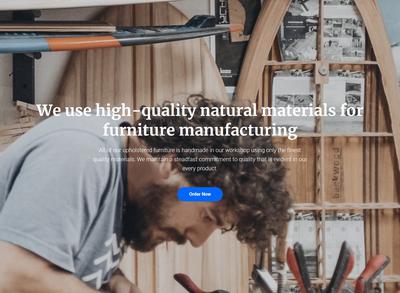 We use high-quality natural materials for
furniture manufacturing
All of our upholstered furniture is handmade in our workshop using only the finest
quality materials. We maintain a steadfast commitment to quality that is evident in our
every product.
Order Now